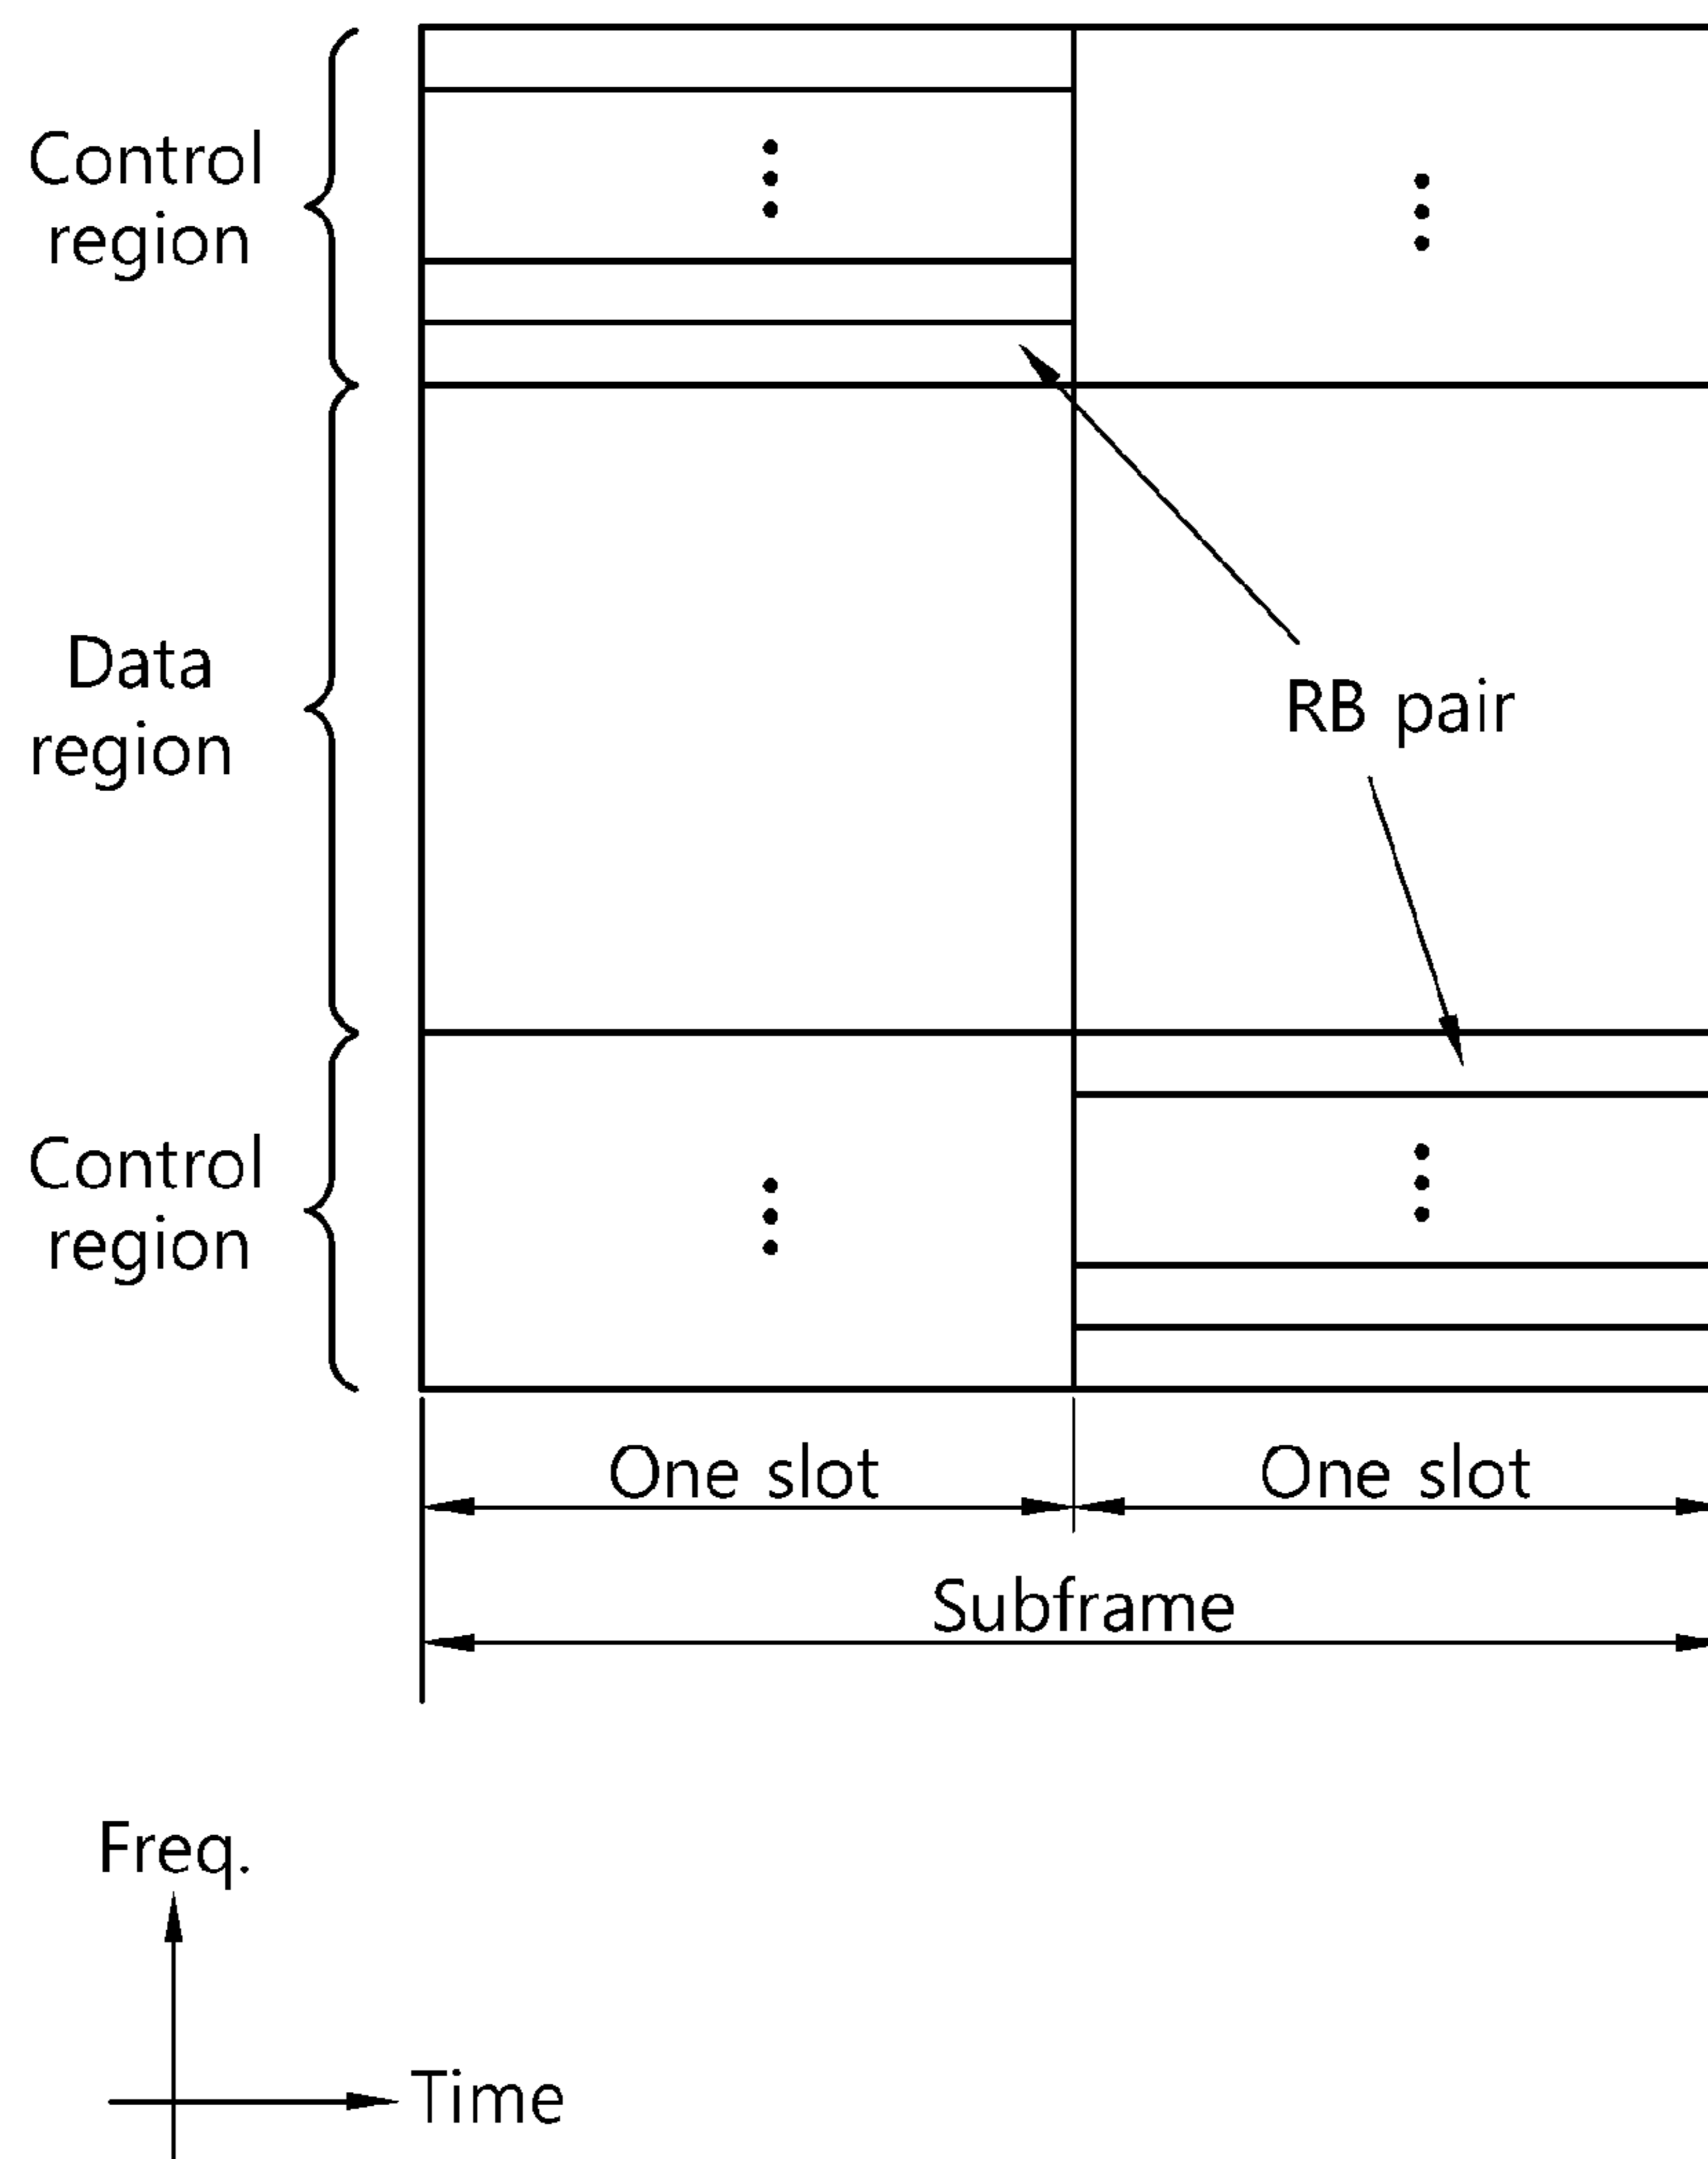 Control
region
Data
region
RB pair
Control
region
One slot
One slot
Subframe
Freq.
Time